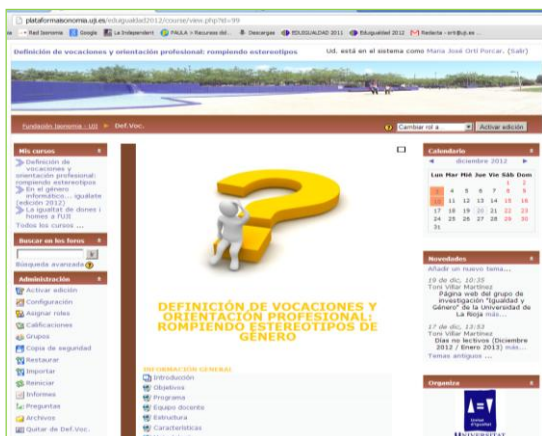 plataformaisonomia.uji.es/eduigualdad2012/course/view.php?id=99
Red Isonomia Google La Independent PAULA > Recursos did... Descargas EDUIGUALDAD 2011 Eduigualdad 2012 Redacta - orti@uji.es ...
Definición de vocaciones y orientación profesional: rompiendo estereotipos
Ud. está en el sistema como María José Ortí Porcar. (Salir)
Fundación Isonomia - UJI » Def.Voc.
Cambiar rol a... Activar edición
Mis cursos
Definición de
vocaciones y
orientación profesional:
rompiendo estereotipos
En el género
informático... iguálate
(edición 2012)
La igualtat de dones i
homes a l'UJI
Todos los cursos ...
Buscar en los foros
Búsqueda avanzada
Administración
Activar edición
Configuración
Asignar roles
Calificaciones
Grupos
Copia de seguridad
Restaurar
Importar
Reiniciar
Informes
Preguntas
Archivos
Quitar de Def.Voc.
DEFINICIÓN DE VOCACIONES Y
ORIENTACIÓN PROFESIONAL:
ROMPIENDO ESTEREOTIPOS DE
GÉNERO
INFORMACIÓN GENERAL
Introducción
Objetivos
Programa
Equipo docente
Estructura
Características
Calendario
diciembre 2012
Lun Mar Mié Jue Vie Sáb Dom
1 2
3 4 5 6 7 8 9
10 11 12 13 14 15 16
17 18 19 20 21 22 23
24 25 26 27 28 29 30
31
Novedades
Añadir un nuevo tema...
19 de dic, 10:35
Toni Villar Martínez
Página web del grupo de
investigación "Igualdad y
Género" de la Universidad de
La Rioja más...
17 de dic, 13:53
Toni Villar Martínez
Días no lectivos (Diciembre
2012 / Enero 2013) más...
Temas antiguos ...
Organiza
UNIVERSITAT